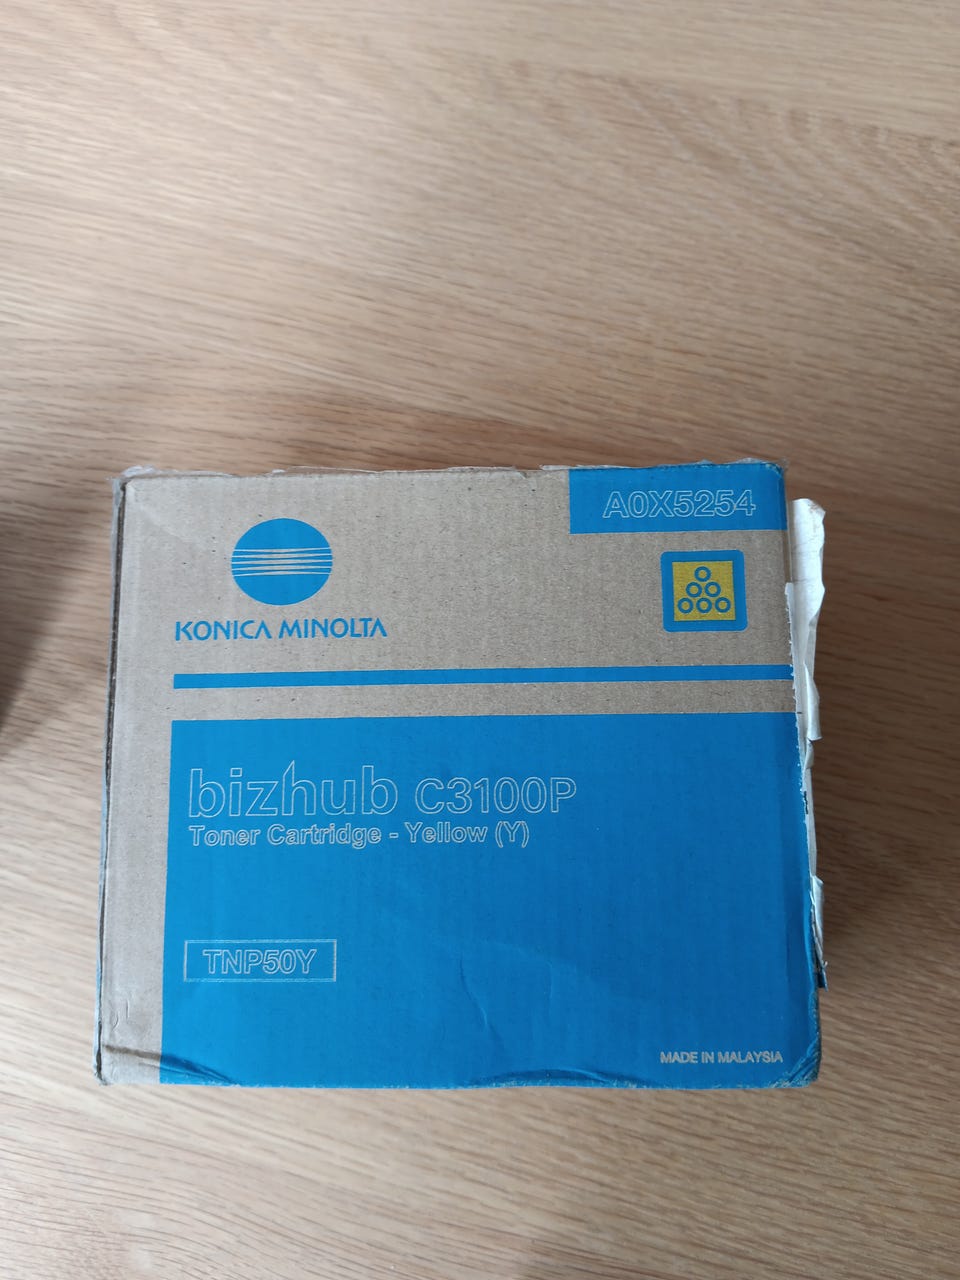 A0X5254
KONICA MINOLTA
bizhub C3100P
Toner Cartridge - Yellow (Y)
TNP50Y
MADE IN MALAYSIA